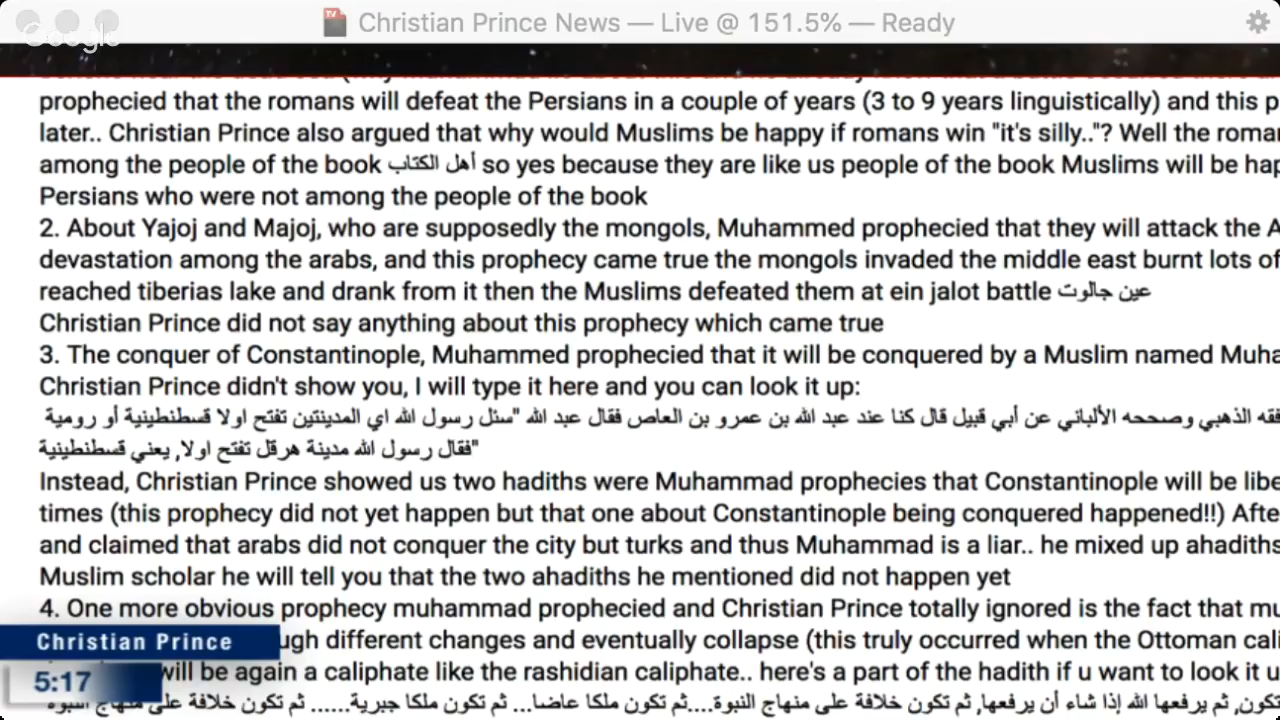 Christian Prince News — Live @ 151.5% — Ready
Google
prophecied that the romans will defeat the Persians in a couple of years (3 to 9 years linguistically) and this p
later.. Christian Prince also argued that why would Muslims be happy if romans win "it's silly.."? Well the roma
among the people of the book أهل الكتاب so yes because they are like us people of the book Muslims will be hap
Persians who were not among the people of the book
2. About Yajoj and Majoj, who are supposedly the mongols, Muhammed prophecied that they will attack the A
devastation among the arabs, and this prophecy came true the mongols invaded the middle east burnt lots of
reached tiberias lake and drank from it then the Muslims defeated them at ein jalot battle عين جالوت
Christian Prince did not say anything about this prophecy which came true
3. The conquer of Constantinople, Muhammed prophecied that it will be conquered by a Muslim named Muha
Christian Prince didn't show you, I will type it here and you can look it up:
فقه الذهبي وصححه الألباني عن أبي قبيل قال كنا عند عبد الله بن عمرو بن العاص فقال عبد الله "سئل رسول الله اي المدينتين تفتح اولا قسطنطينية أو رومية
فقال رسول الله مدينة هرقل تفتح اولا, يعني قسطنطينية"
Instead, Christian Prince showed us two hadiths were Muhammad prophecies that Constantinople will be libe
times (this prophecy did not yet happen but that one about Constantinople being conquered happened!!) Afte
and claimed that arabs did not conquer the city but turks and thus Muhammad is a liar.. he mixed up ahadiths
Muslim scholar he will tell you that the two ahadiths he mentioned did not happen yet
4. One more obvious prophecy muhammad prophecied and Christian Prince totally ignored is the fact that mu
Christian Prince ugh different changes and eventually collapse (this truly occurred when the Ottoman cali
5:17 will be again a caliphate like the rashidian caliphate.. here's a part of the hadith if u want to look it u
تكون, ثم يرفعها الله إذا شاء أن يرفعها, ثم تكون خلافة على منهاج النبوة....ثم تكون ملكا عاضا... ثم تكون ملكا جبرية...... ثم تكون خلافة على منهاج النبوة